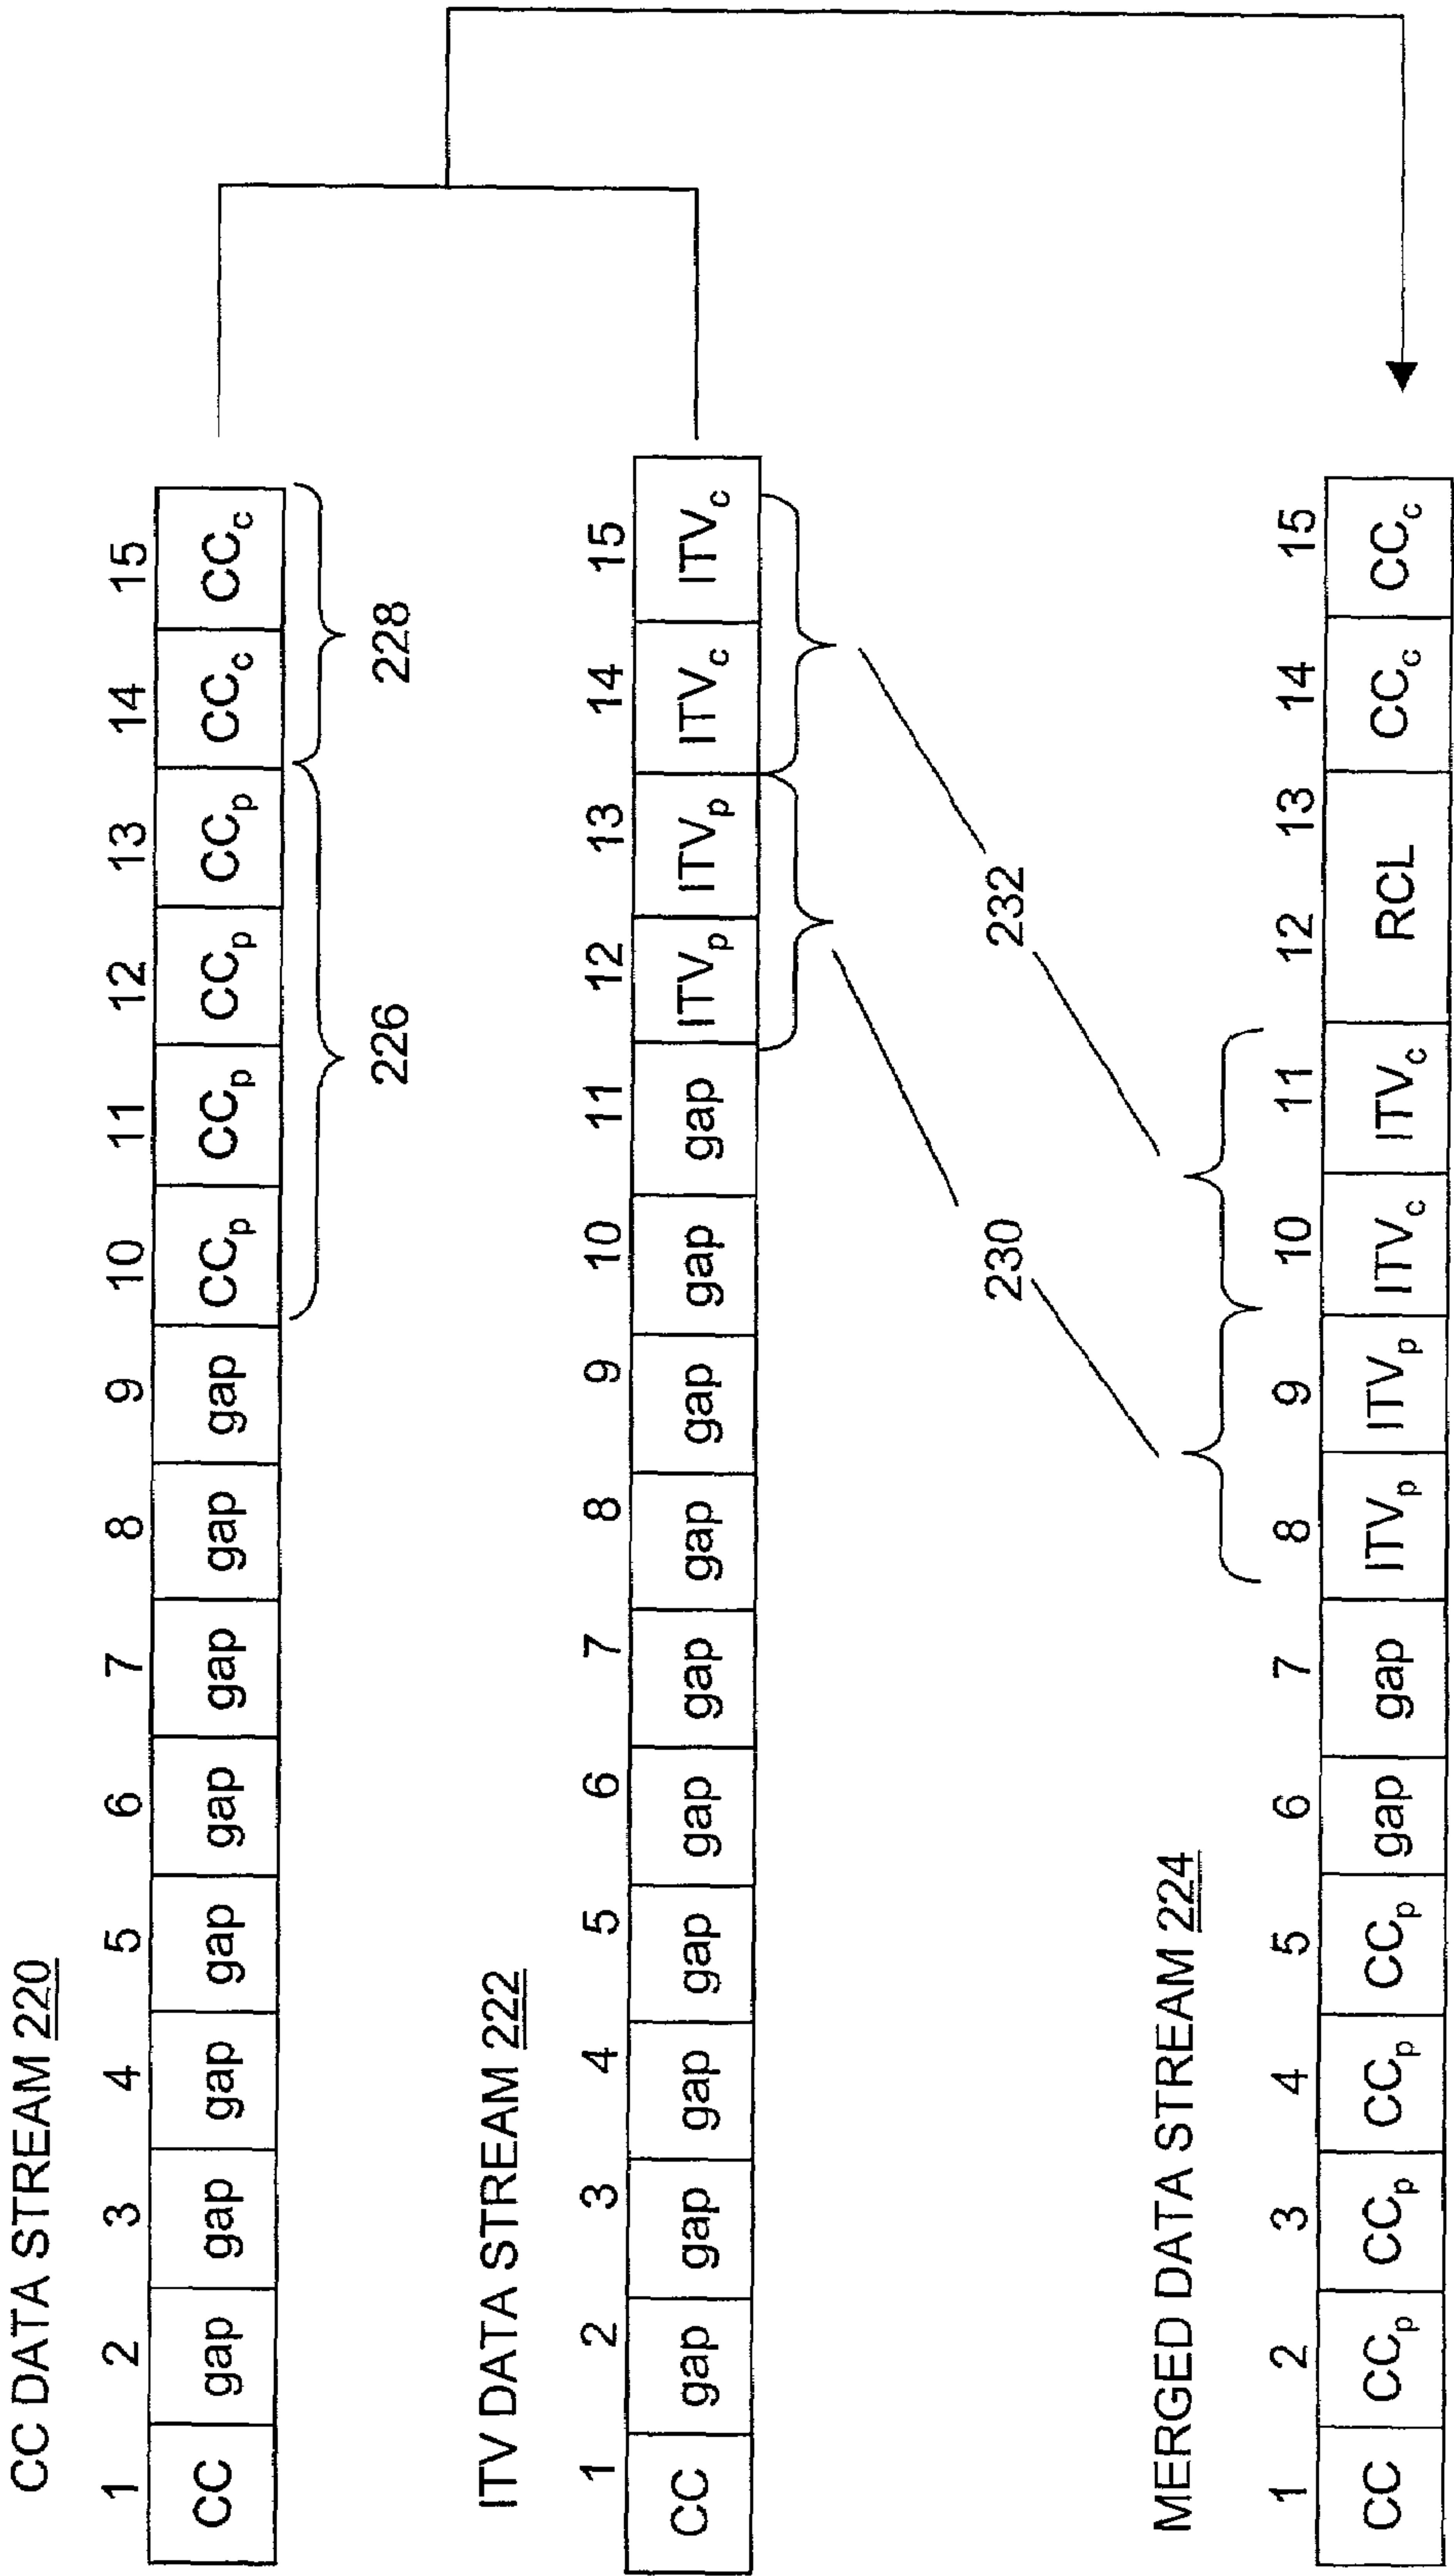 CC DATA STREAM 220
1 2 3 4 5 6 7 8 9 10 11 12 13 14 15
CC gap gap gap gap gap gap gap gap CCp CCp CCp CCp CCc CCc
226 228
ITV DATA STREAM 222
1 2 3 4 5 6 7 8 9 10 11 12 13 14 15
CC gap gap gap gap gap gap gap gap gap gap ITVp ITVp ITVc ITVc
230 232
MERGED DATA STREAM 224
1 2 3 4 5 6 7 8 9 10 11 12 13 14 15
CC CCp CCp CCp CCp gap gap ITVp ITVp ITVc ITVc RCL CCc CCc